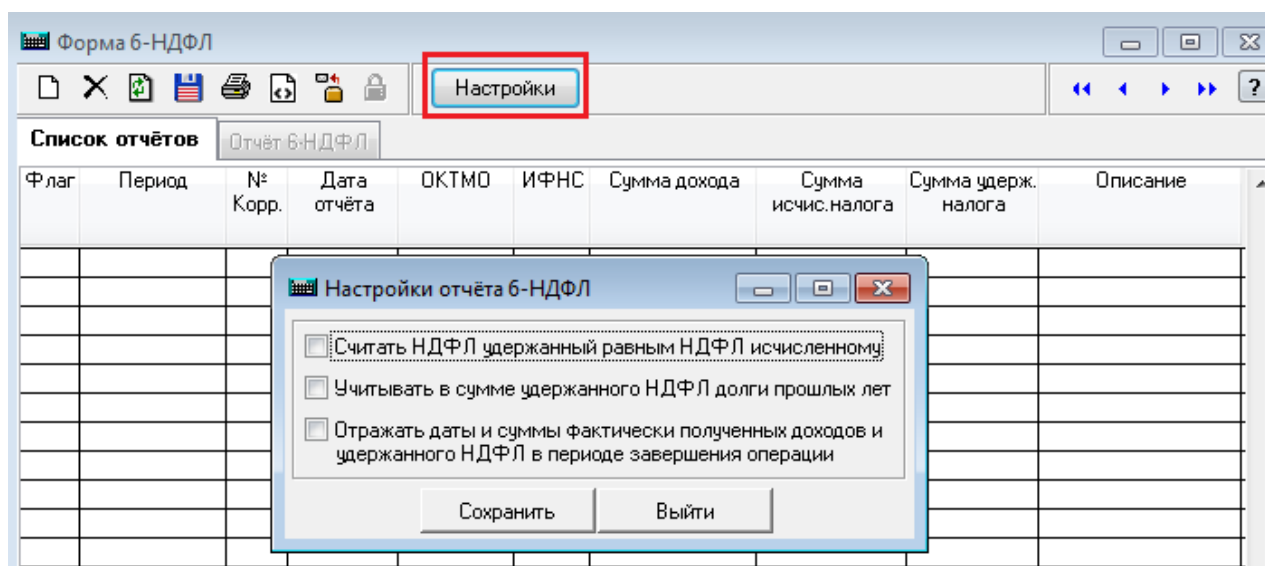 Форма 6-НДФЛ
Настройки
?
Список отчётов Отчёт 6-НДФЛ
Флаг Период № Корр. Дата отчёта ОКТМО ИФНС Сумма дохода Сумма исчис.налога Сумма удерж. налога Описание
Настройки отчёта 6-НДФЛ
Считать НДФЛ удержанный равным НДФЛ исчисленному
Учитывать в сумме удержанного НДФЛ долги прошлых лет
Отражать даты и суммы фактически полученных доходов и
удержанного НДФЛ в периоде завершения операции
Сохранить Выйти